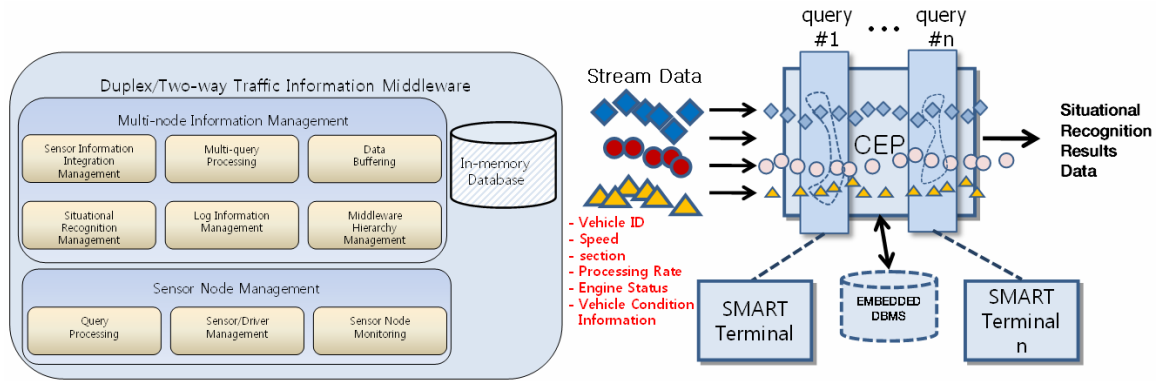 Duplex/Two-way Traffic Information Middleware
Multi-node Information Management
Sensor Information
Integration
Management
Multi-query
Processing
Data
Buffering
Situational
Recognition
Management
Log Information
Management
Middleware
Hierarchy
Management
In-memory
Database
Sensor Node Management
Query
Processing
Sensor/Driver
Management
Sensor Node
Monitoring
Stream Data
- Vehicle ID
- Speed
- section
- Processing Rate
- Engine Status
- Vehicle Condition
Information
query
#1
...
query
#n
CEP
Situational
Recognition
Results
Data
SMART
Terminal
EMBEDDED
DBMS
SMART
Terminal
n